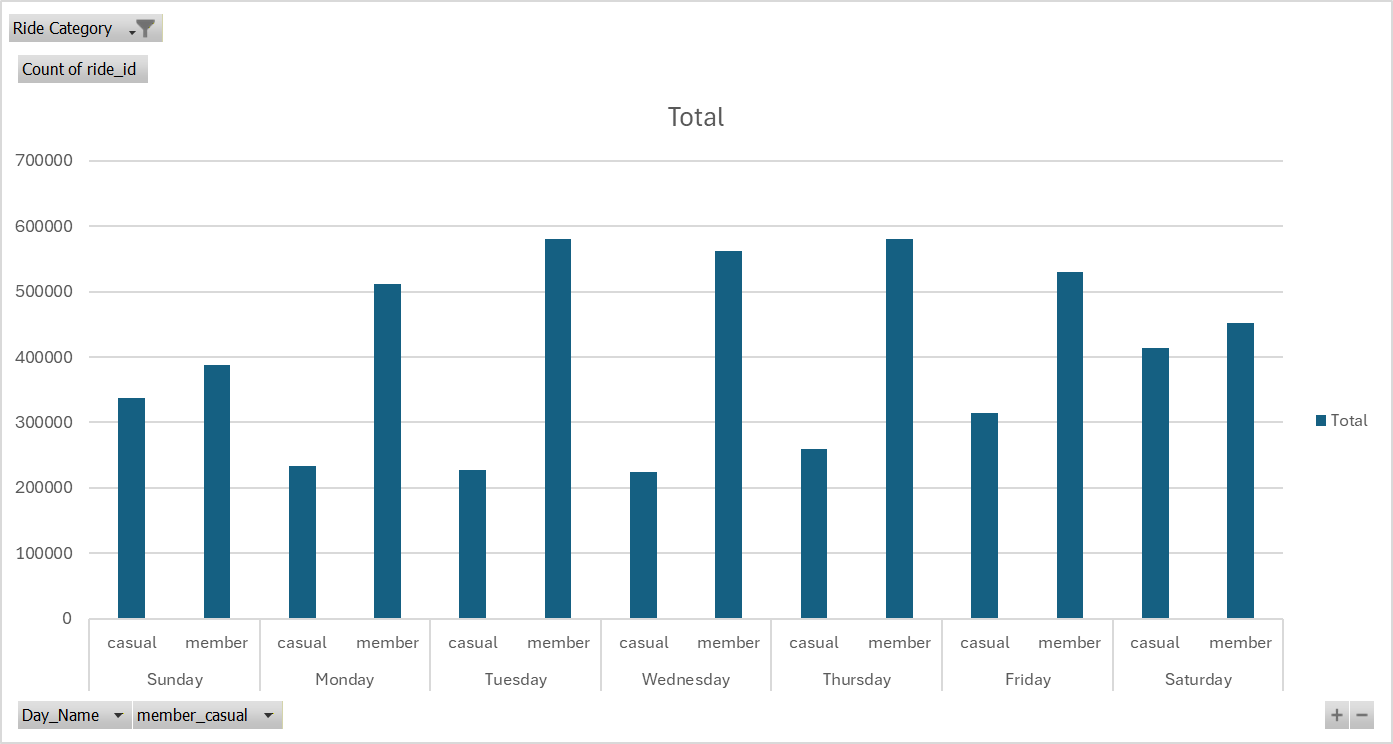 Ride Category
Count of ride_id
Total
700000
600000
500000
400000
300000
200000
100000
0
Total
casual member casual member casual member casual member casual member casual member casual member
Sunday Monday Tuesday Wednesday Thursday Friday Saturday
Day_Name member_casual